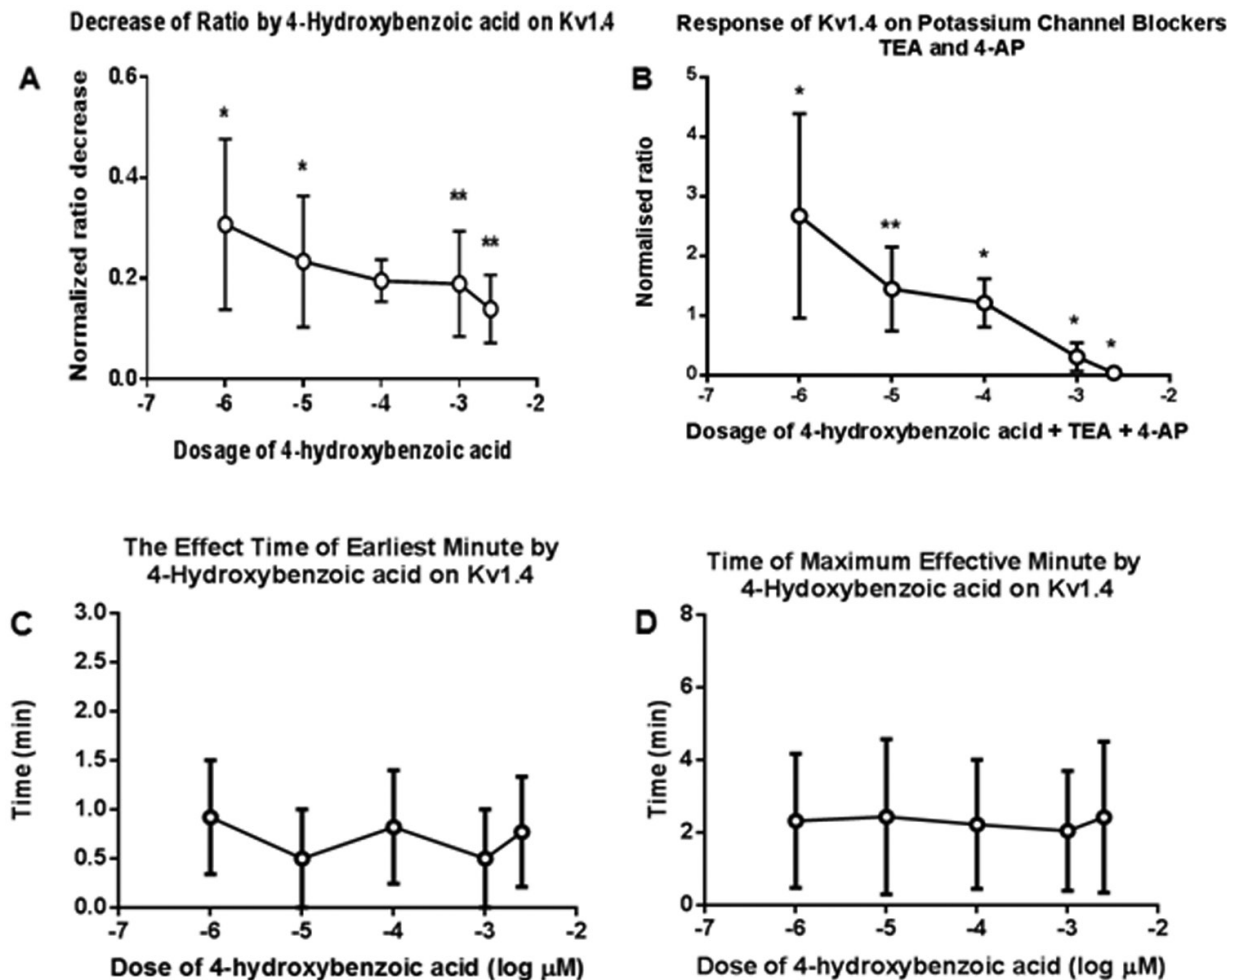 Decrease of Ratio by 4-Hydroxybenzoic acid on Kv1.4
A
Normalized ratio decrease
0.6
0.4
0.2
0.0
*
*
**
**
-7 -6 -5 -4 -3 -2
Dosage of 4-hydroxybenzoic acid
Response of Kv1.4 on Potassium Channel Blockers
TEA and 4-AP
B
Normalised ratio
5
4
3
2
1
0
*
**
*
*
*
-7 -6 -5 -4 -3 -2
Dosage of 4-hydroxybenzoic acid + TEA + 4-AP
The Effect Time of Earliest Minute by
4-Hydroxybenzoic acid on Kv1.4
C
Time (min)
3.0
2.5
2.0
1.5
1.0
0.5
0.0
-7 -6 -5 -4 -3 -2
Dose of 4-hydroxybenzoic acid (log μM)
Time of Maximum Effective Minute by
4-Hydoxybenzoic acid on Kv1.4
D
Time (min)
8
6
4
2
0
-7 -6 -5 -4 -3 -2
Dose of 4-hydroxybenzoic acid (log μM)